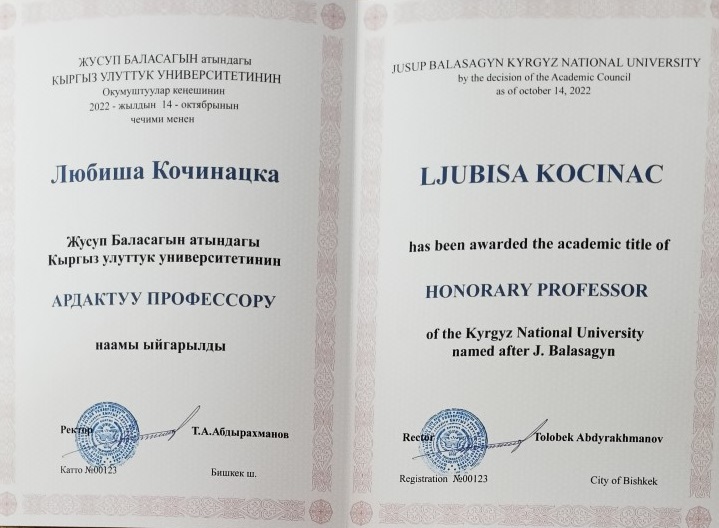 ЖУСУП БАЛАСАГЫН атындагы
КЫРГЫЗ УЛУТТУК УНИВЕРСИТЕТИНИН
Окумуштуулар кеңешинин
2022 - жылдын 14 - октябрынын
чечими менен
Любиша Кочинацка
Жусуп Баласагын атындагы
Кыргыз улуттук университетинин
АРДАКТУУ ПРОФЕССОРУ
наамы ыйгарылды
Ректор Т.А.Абдырахманов
Катто №00123 Бишкек ш.
JUSUP BALASAGYN KYRGYZ NATIONAL UNIVERSITY
by the decision of the Academic Council
as of october 14, 2022
LJUBISA KOCINAC
has been awarded the academic title of
HONORARY PROFESSOR
of the Kyrgyz National University
named after J. Balasagyn
Rector Tolobek Abdyrakhmanov
Registration №00123 City of Bishkek